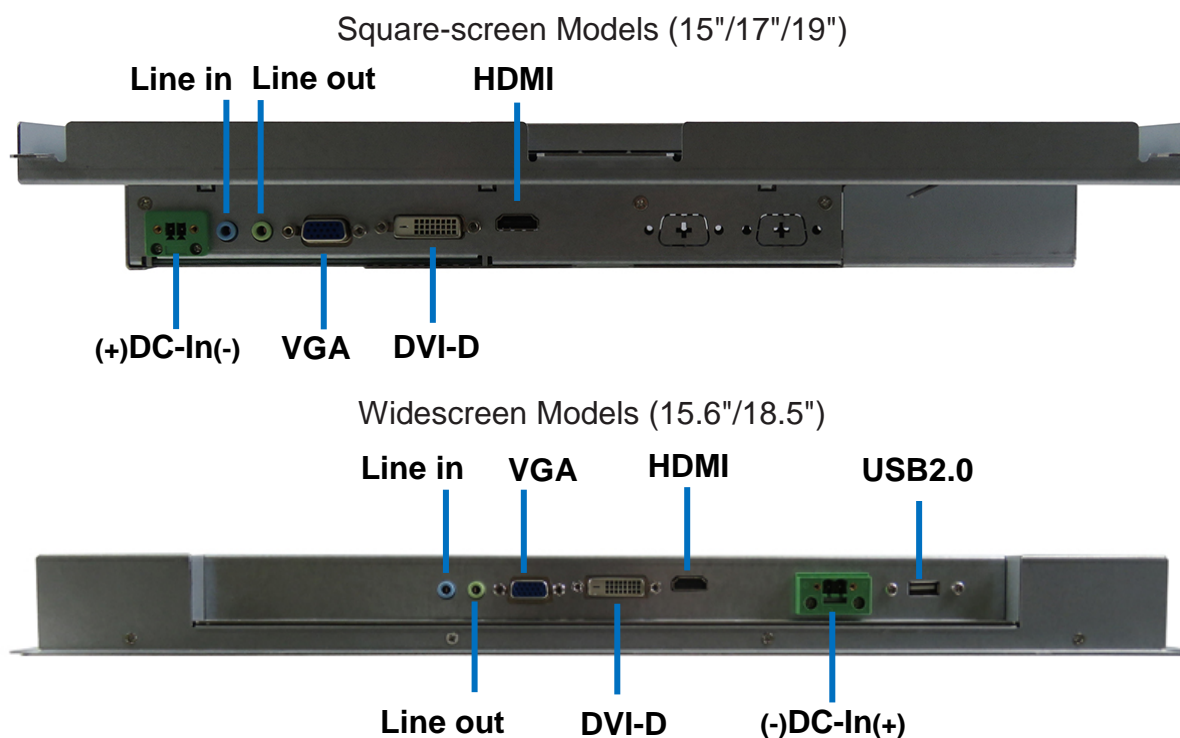 Square-screen Models (15"/17"/19")
Line in Line out HDMI
(+)DC-In(-) VGA DVI-D
Widescreen Models (15.6"/18.5")
Line in VGA HDMI USB2.0
Line out DVI-D (-)DC-In(+)